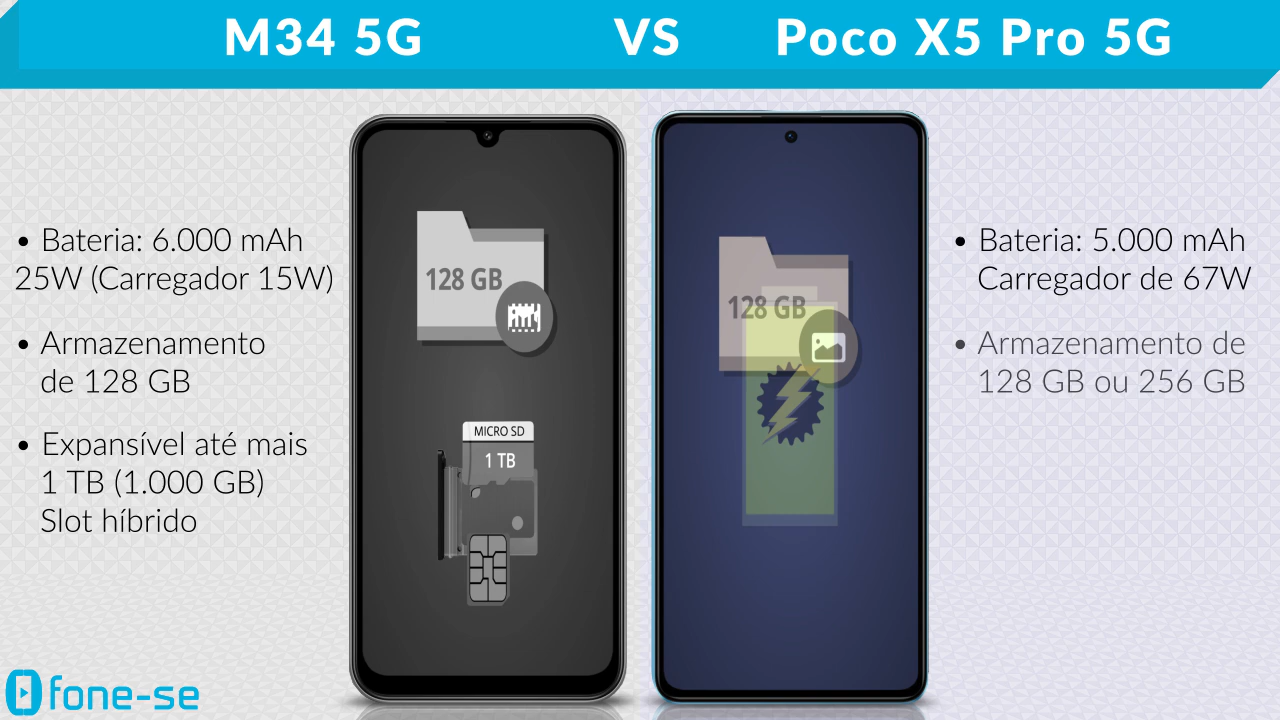 M34 5G VS Poco X5 Pro 5G
• Bateria: 6.000 mAh
25W (Carregador 15W)
• Armazenamento
de 128 GB
• Expansível até mais
1 TB (1.000 GB)
Slot híbrido
128 GB
MICRO SD
1 TB
128 GB
• Bateria: 5.000 mAh
Carregador de 67W
• Armazenamento de
128 GB ou 256 GB
fone-se